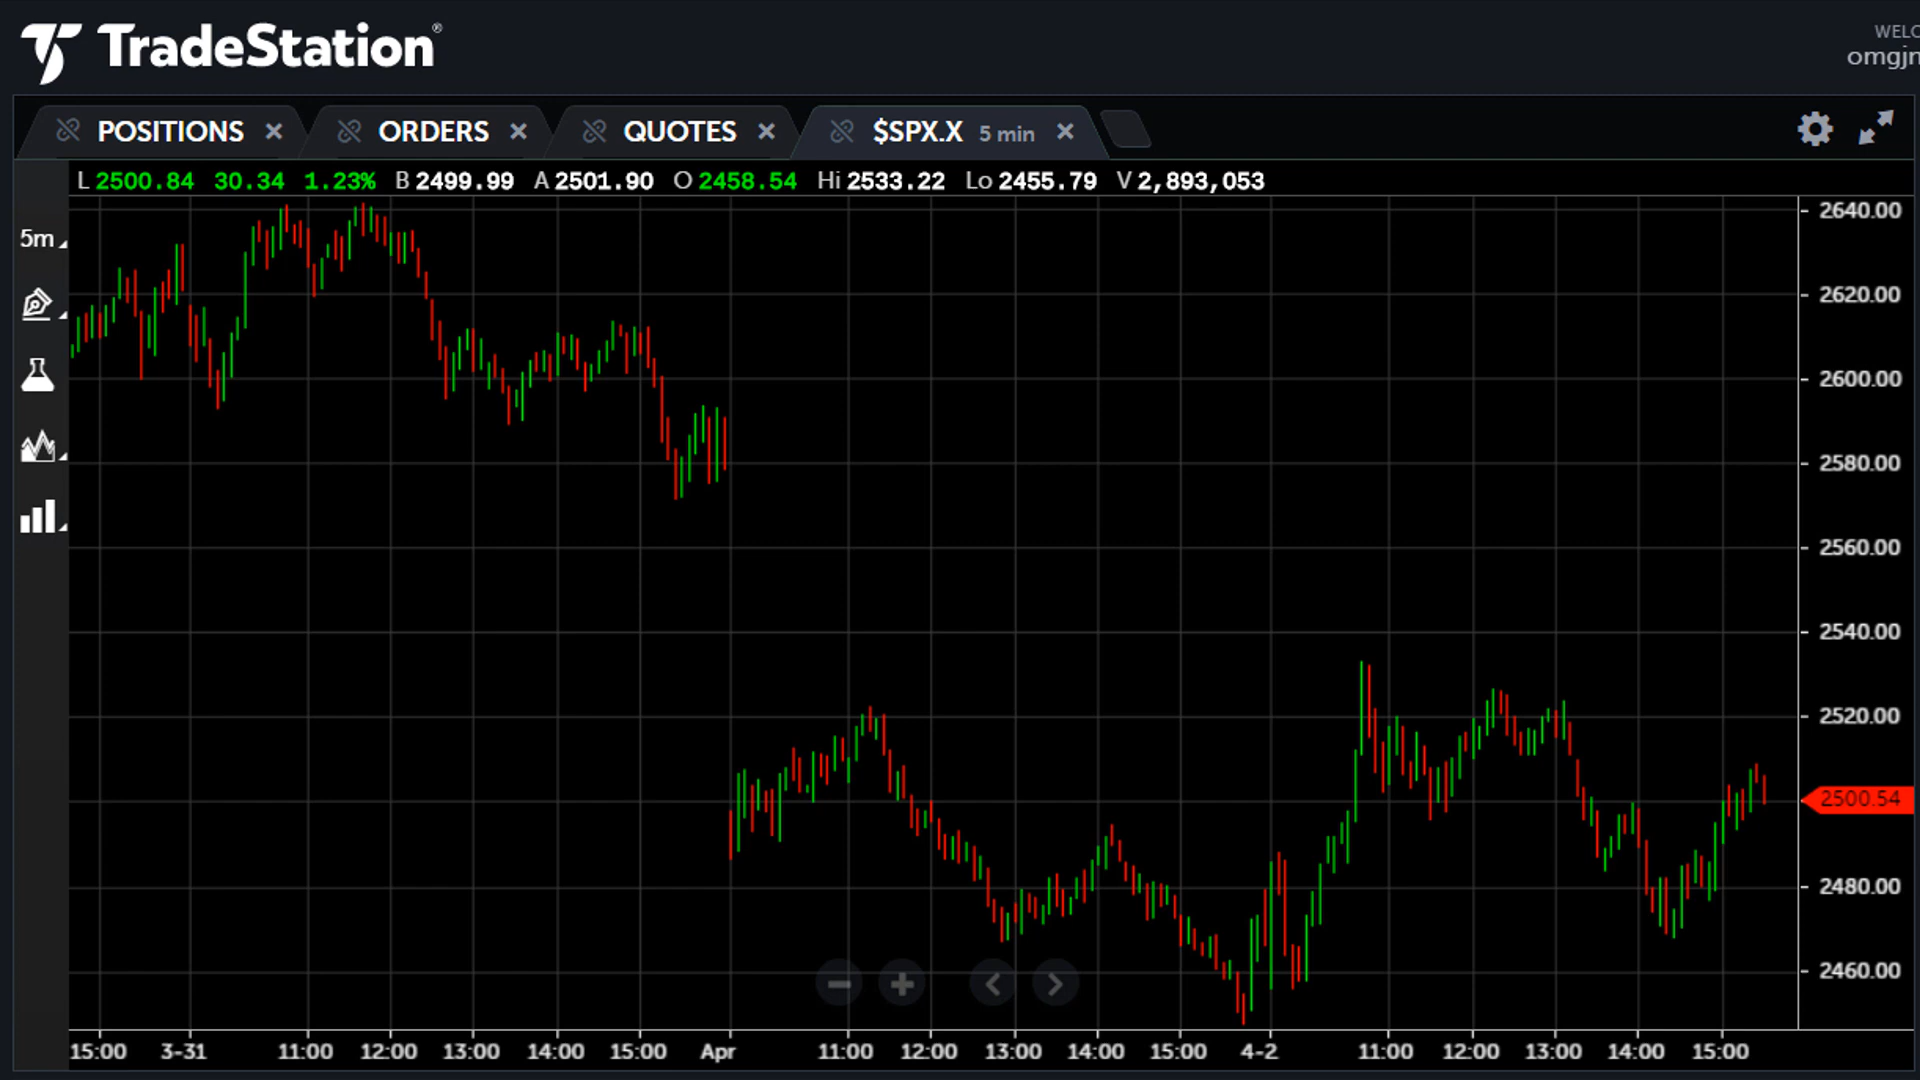 TradeStation®
WELC
omgjn
POSITIONS × ORDERS × QUOTES × $SPX.X 5 min ×
L 2500.84 30.34 1.23% B 2499.99 A 2501.90 O 2458.54 Hi 2533.22 Lo 2455.79 V 2,893,053
5m
2640.00
2620.00
2600.00
2580.00
2560.00
2540.00
2520.00
2500.54
2480.00
2460.00
15:00 3-31 11:00 12:00 13:00 14:00 15:00 Apr 11:00 12:00 13:00 14:00 15:00 4-2 11:00 12:00 13:00 14:00 15:00